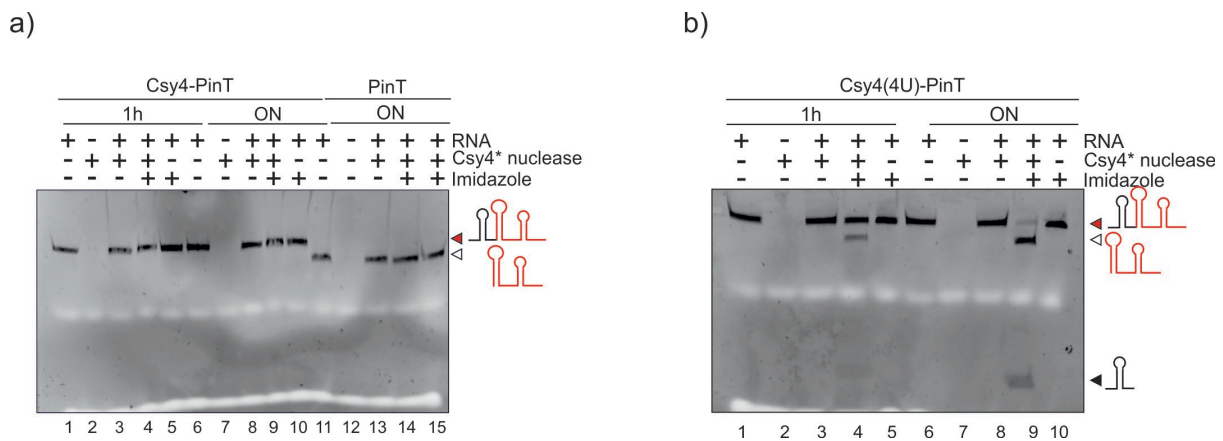 a)
Csy4-PinT PinT
1h ON ON
+ - + + + + - + + + + - + + + RNA
- + + + - - + + + - - - + + + Csy4* nuclease
- - - + + - - - + + - - - + + Imidazole
1 2 3 4 5 6 7 8 9 10 11 12 13 14 15
b)
Csy4(4U)-PinT
1h ON
+ - + + + + - + + + RNA
- + + + - - + + + - Csy4* nuclease
- - - + + - - - + + Imidazole
1 2 3 4 5 6 7 8 9 10